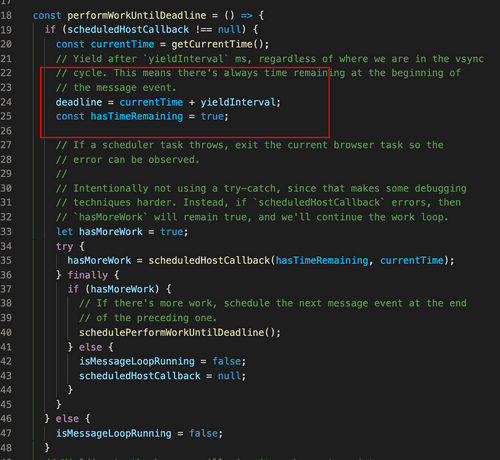 17
18 const performWorkUntilDeadline = () => {
19 if (scheduledHostCallback !== null) {
20 const currentTime = getCurrentTime();
21 // Yield after `yieldInterval` ms, regardless of where we are in the vsync
22 // cycle. This means there's always time remaining at the beginning of
23 // the message event.
24 deadline = currentTime + yieldInterval;
25 const hasTimeRemaining = true;
26
27 // If a scheduler task throws, exit the current browser task so the
28 // error can be observed.
29 //
30 // Intentionally not using a try-catch, since that makes some debugging
31 // techniques harder. Instead, if `scheduledHostCallback` errors, then
32 // `hasMoreWork` will remain true, and we'll continue the work loop.
33 let hasMoreWork = true;
34 try {
35 hasMoreWork = scheduledHostCallback(hasTimeRemaining, currentTime);
36 } finally {
37 if (hasMoreWork) {
38 // If there's more work, schedule the next message event at the end
39 // of the preceding one.
40 schedulePerformWorkUntilDeadline();
41 } else {
42 isMessageLoopRunning = false;
43 scheduledHostCallback = null;
44 }
45 }
46 } else {
47 isMessageLoopRunning = false;
48 }